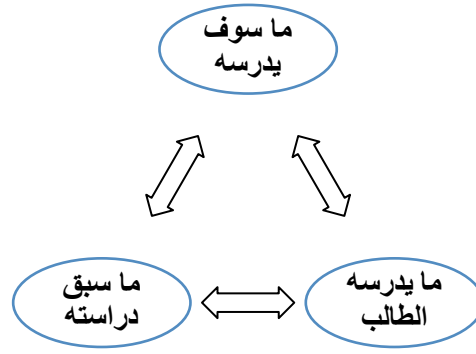 ما سوف
يدرسه
ما يدرسه
الطالب
ما سبق
دراسته